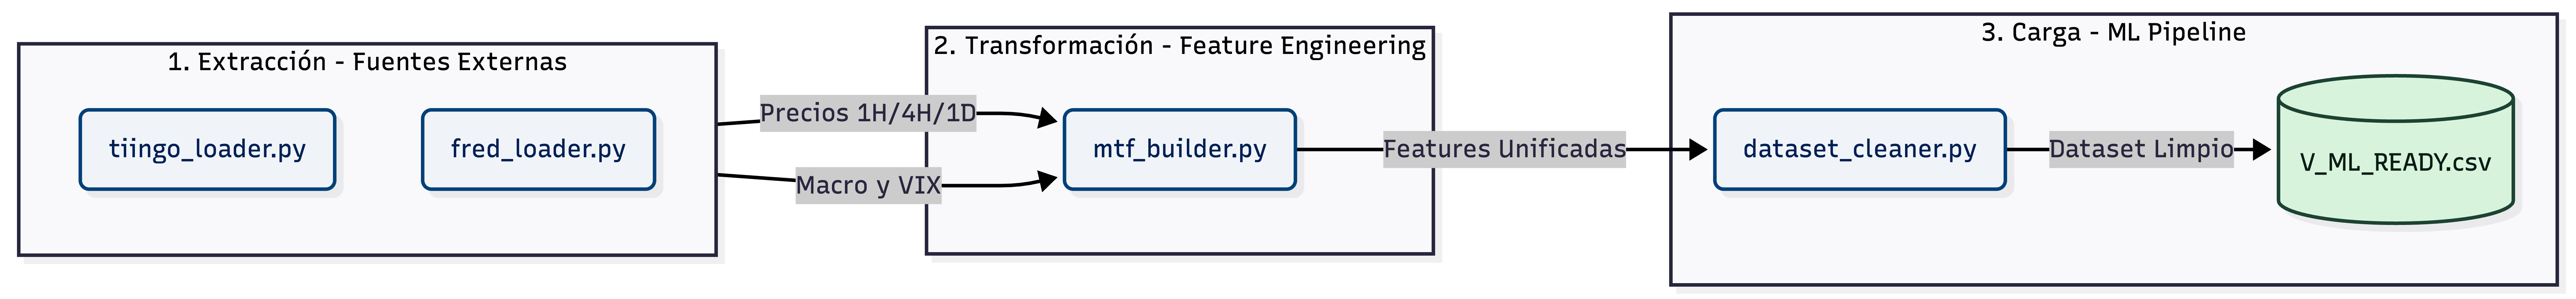 1. Extracción - Fuentes Externas
tiingo_loader.py
fred_loader.py
Precios 1H/4H/1D
Macro y VIX
2. Transformación - Feature Engineering
mtf_builder.py
Features Unificadas
3. Carga - ML Pipeline
dataset_cleaner.py
Dataset Limpio
V_ML_READY.csv